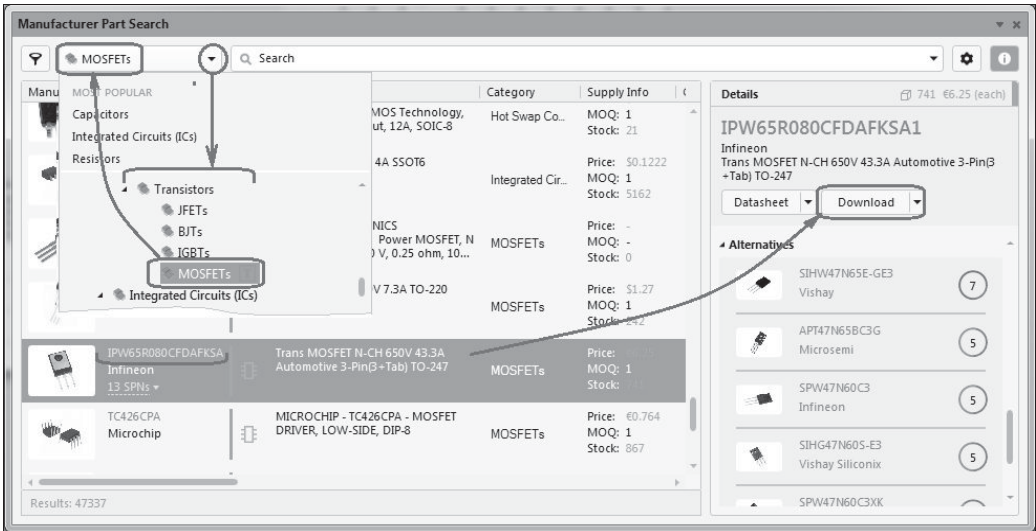 Manufacturer Part Search
MOSFETs
Search
Manu
MOST POPULAR
Capacitors
Integrated Circuits (ICs)
Resistors
Transistors
JFETs
BJTs
IGBTs
MOSFETs
Integrated Circuits (ICs)
Category
Supply Info
MOS Technology,
ut, 12A, SOIC-8
Hot Swap Co...
MOQ: 1
Stock: 21
4A SSOT6
Integrated Cir...
Price: $0.1222
MOQ: 1
Stock: 5162
NICS
Power MOSFET, N
V, 0.25 ohm, 10...
MOSFETs
Price: -
MOQ: -
Stock: 0
V 7.3A TO-220
MOSFETs
Price: $1.27
MOQ: 1
Stock: 242
IPW65R080CFDAFKSA
Infineon
13 SPNs
Trans MOSFET N-CH 650V 43.3A
Automotive 3-Pin(3+Tab) TO-247
MOSFETs
Price:
MOQ: 1
Stock:
TC426CPA
Microchip
MICROCHIP - TC426CPA - MOSFET
DRIVER, LOW-SIDE, DIP-8
MOSFETs
Price: €0.764
MOQ: 1
Stock: 867
Results: 47337
Details
741 €6.25 (each)
IPW65R080CFDAFKSA1
Infineon
Trans MOSFET N-CH 650V 43.3A Automotive 3-Pin(3
+Tab) TO-247
Datasheet
Download
Alternatives
SIHW47N65E-GE3
Vishay
7
APT47N65BC3G
Microsemi
5
SPW47N60C3
Infineon
5
SIHG47N60S-E3
Vishay Siliconix
5
SPW47N60C3XK